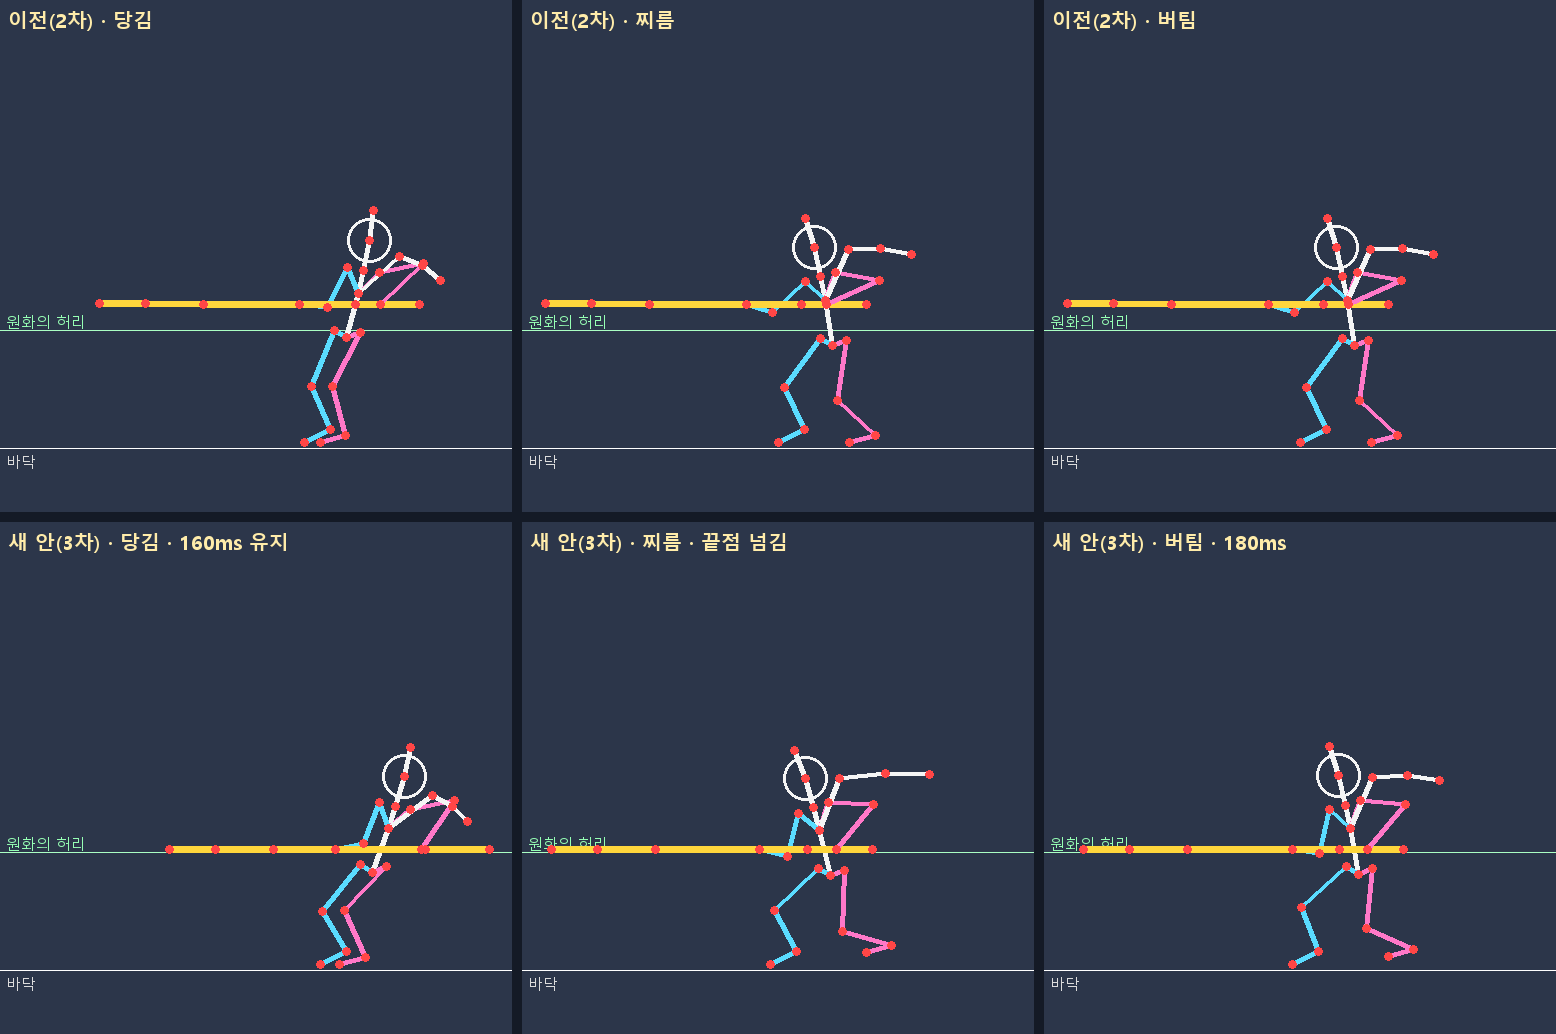 이전(2차) · 당김
이전(2차) · 찌름
이전(2차) · 버팀
원화의 허리
원화의 허리
원화의 허리
바닥
바닥
바닥
새 안(3차) · 당김 · 160ms 유지
새 안(3차) · 찌름 · 끝점 넘김
새 안(3차) · 버팀 · 180ms
원화의 허리
원화의 허리
원화의 허리
바닥
바닥
바닥